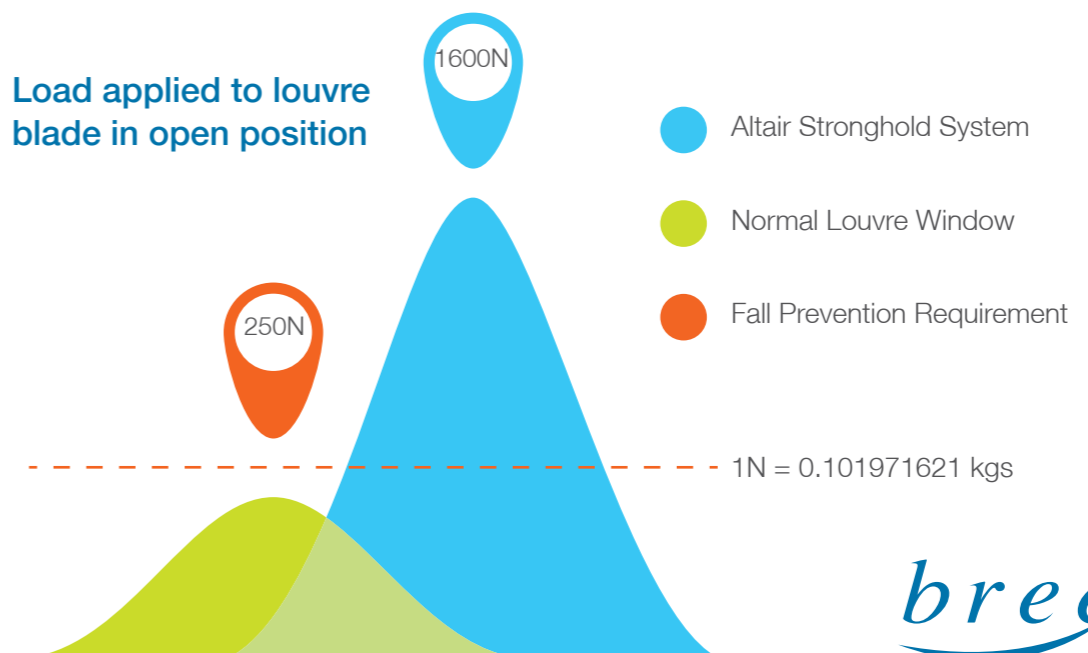 1600N
Load applied to louvre
blade in open position
Altair Stronghold System
Normal Louvre Window
250N
Fall Prevention Requirement
1N = 0.101971621 kgs